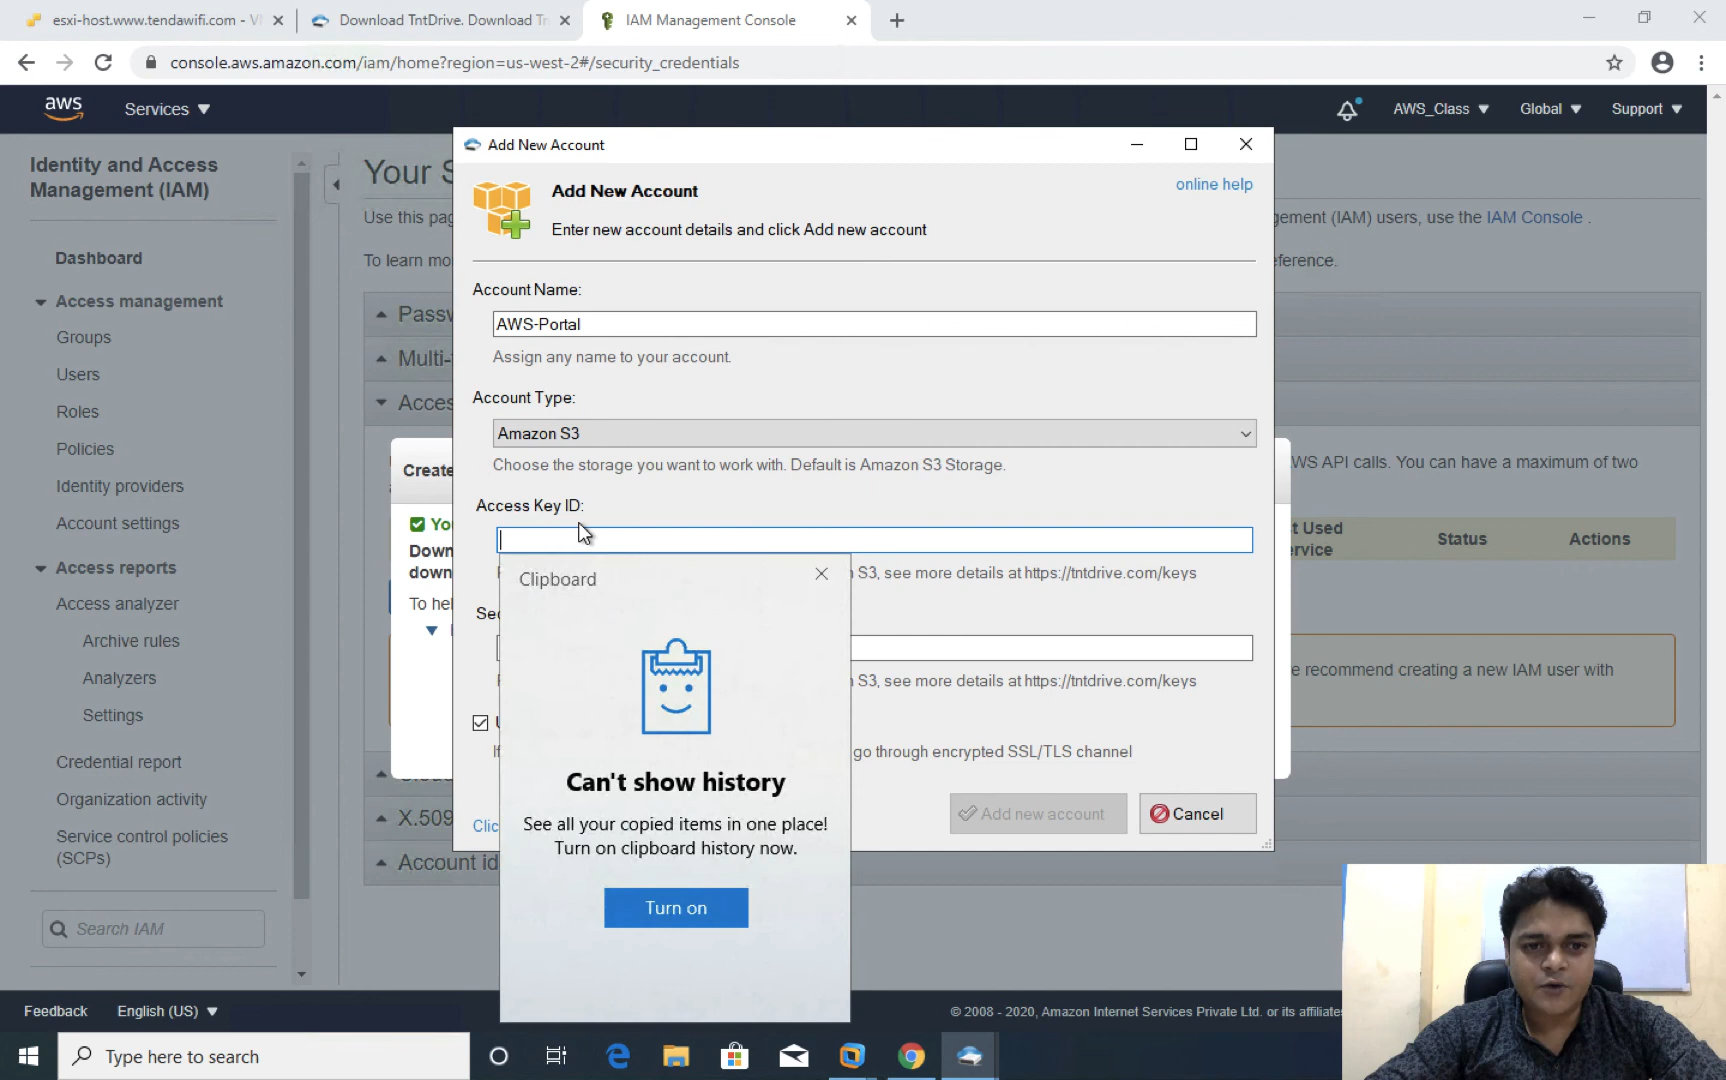 esxi-host.www.tendawifi.com - V
Download TntDrive. Download T
IAM Management Console
console.aws.amazon.com/iam/home?region=us-west-2#/security_credentials
aws
Services
AWS_Class
Global
Support
Identity and Access
Management (IAM)
Dashboard
Access management
Groups
Users
Roles
Policies
Identity providers
Account settings
Access reports
Access analyzer
Archive rules
Analyzers
Settings
Credential report
Organization activity
Service control policies
(SCPs)
Search IAM
Your S
Use this pag
gement (IAM) users, use the IAM Console .
To learn mo
ference.
Passw
Multi-
Acces
WS API calls. You can have a maximum of two
Create
You
Down
down
To hel
st Used
ervice
Status
Actions
e recommend creating a new IAM user with
X.509
Account id
Add New Account
Add New Account
online help
Enter new account details and click Add new account
Account Name:
AWS-Portal
Assign any name to your account.
Account Type:
Amazon S3
Choose the storage you want to work with. Default is Amazon S3 Storage.
Access Key ID:
S3, see more details at https://tntdrive.com/keys
Sec
S3, see more details at https://tntdrive.com/keys
U
If
go through encrypted SSL/TLS channel
Clic
Add new account
Cancel
Clipboard
Can't show history
See all your copied items in one place!
Turn on clipboard history now.
Turn on
Feedback
English (US)
© 2008 - 2020, Amazon Internet Services Private Ltd. or its affiliate
Type here to search